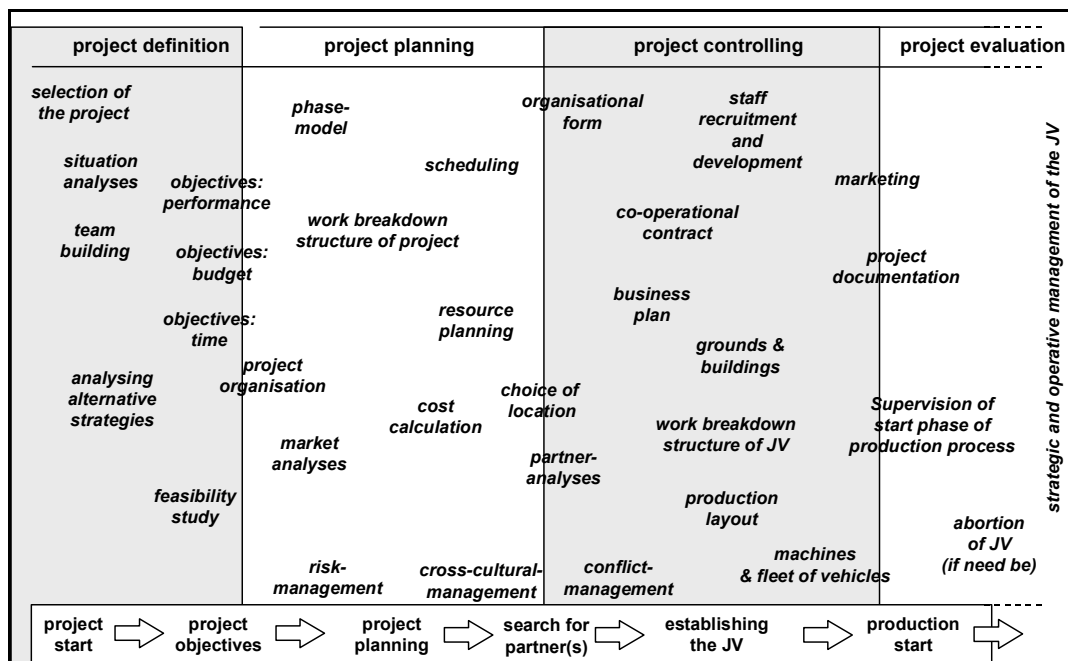 project definition
project planning
project controlling
project evaluation
selection of
the project
situation
analyses
objectives:
performance
team
building
objectives:
budget
objectives:
time
analysing
alternative
strategies
feasibility
study
phase-
model
scheduling
work breakdown
structure of project
resource
planning
project
organisation
cost
calculation
market
analyses
risk-
management
cross-cultural-
management
organisational
form
choice of
location
partner-
analyses
conflict-
management
staff
recruitment
and
development
co-operational
contract
business
plan
grounds &
buildings
work breakdown
structure of JV
production
layout
machines
& fleet of vehicles
marketing
project
documentation
Supervision of
start phase of
production process
abortion
of JV
(if need be)
strategic and operative management of the JV
project
start
project
objectives
project
planning
search for
partner(s)
establishing
the JV
production
start